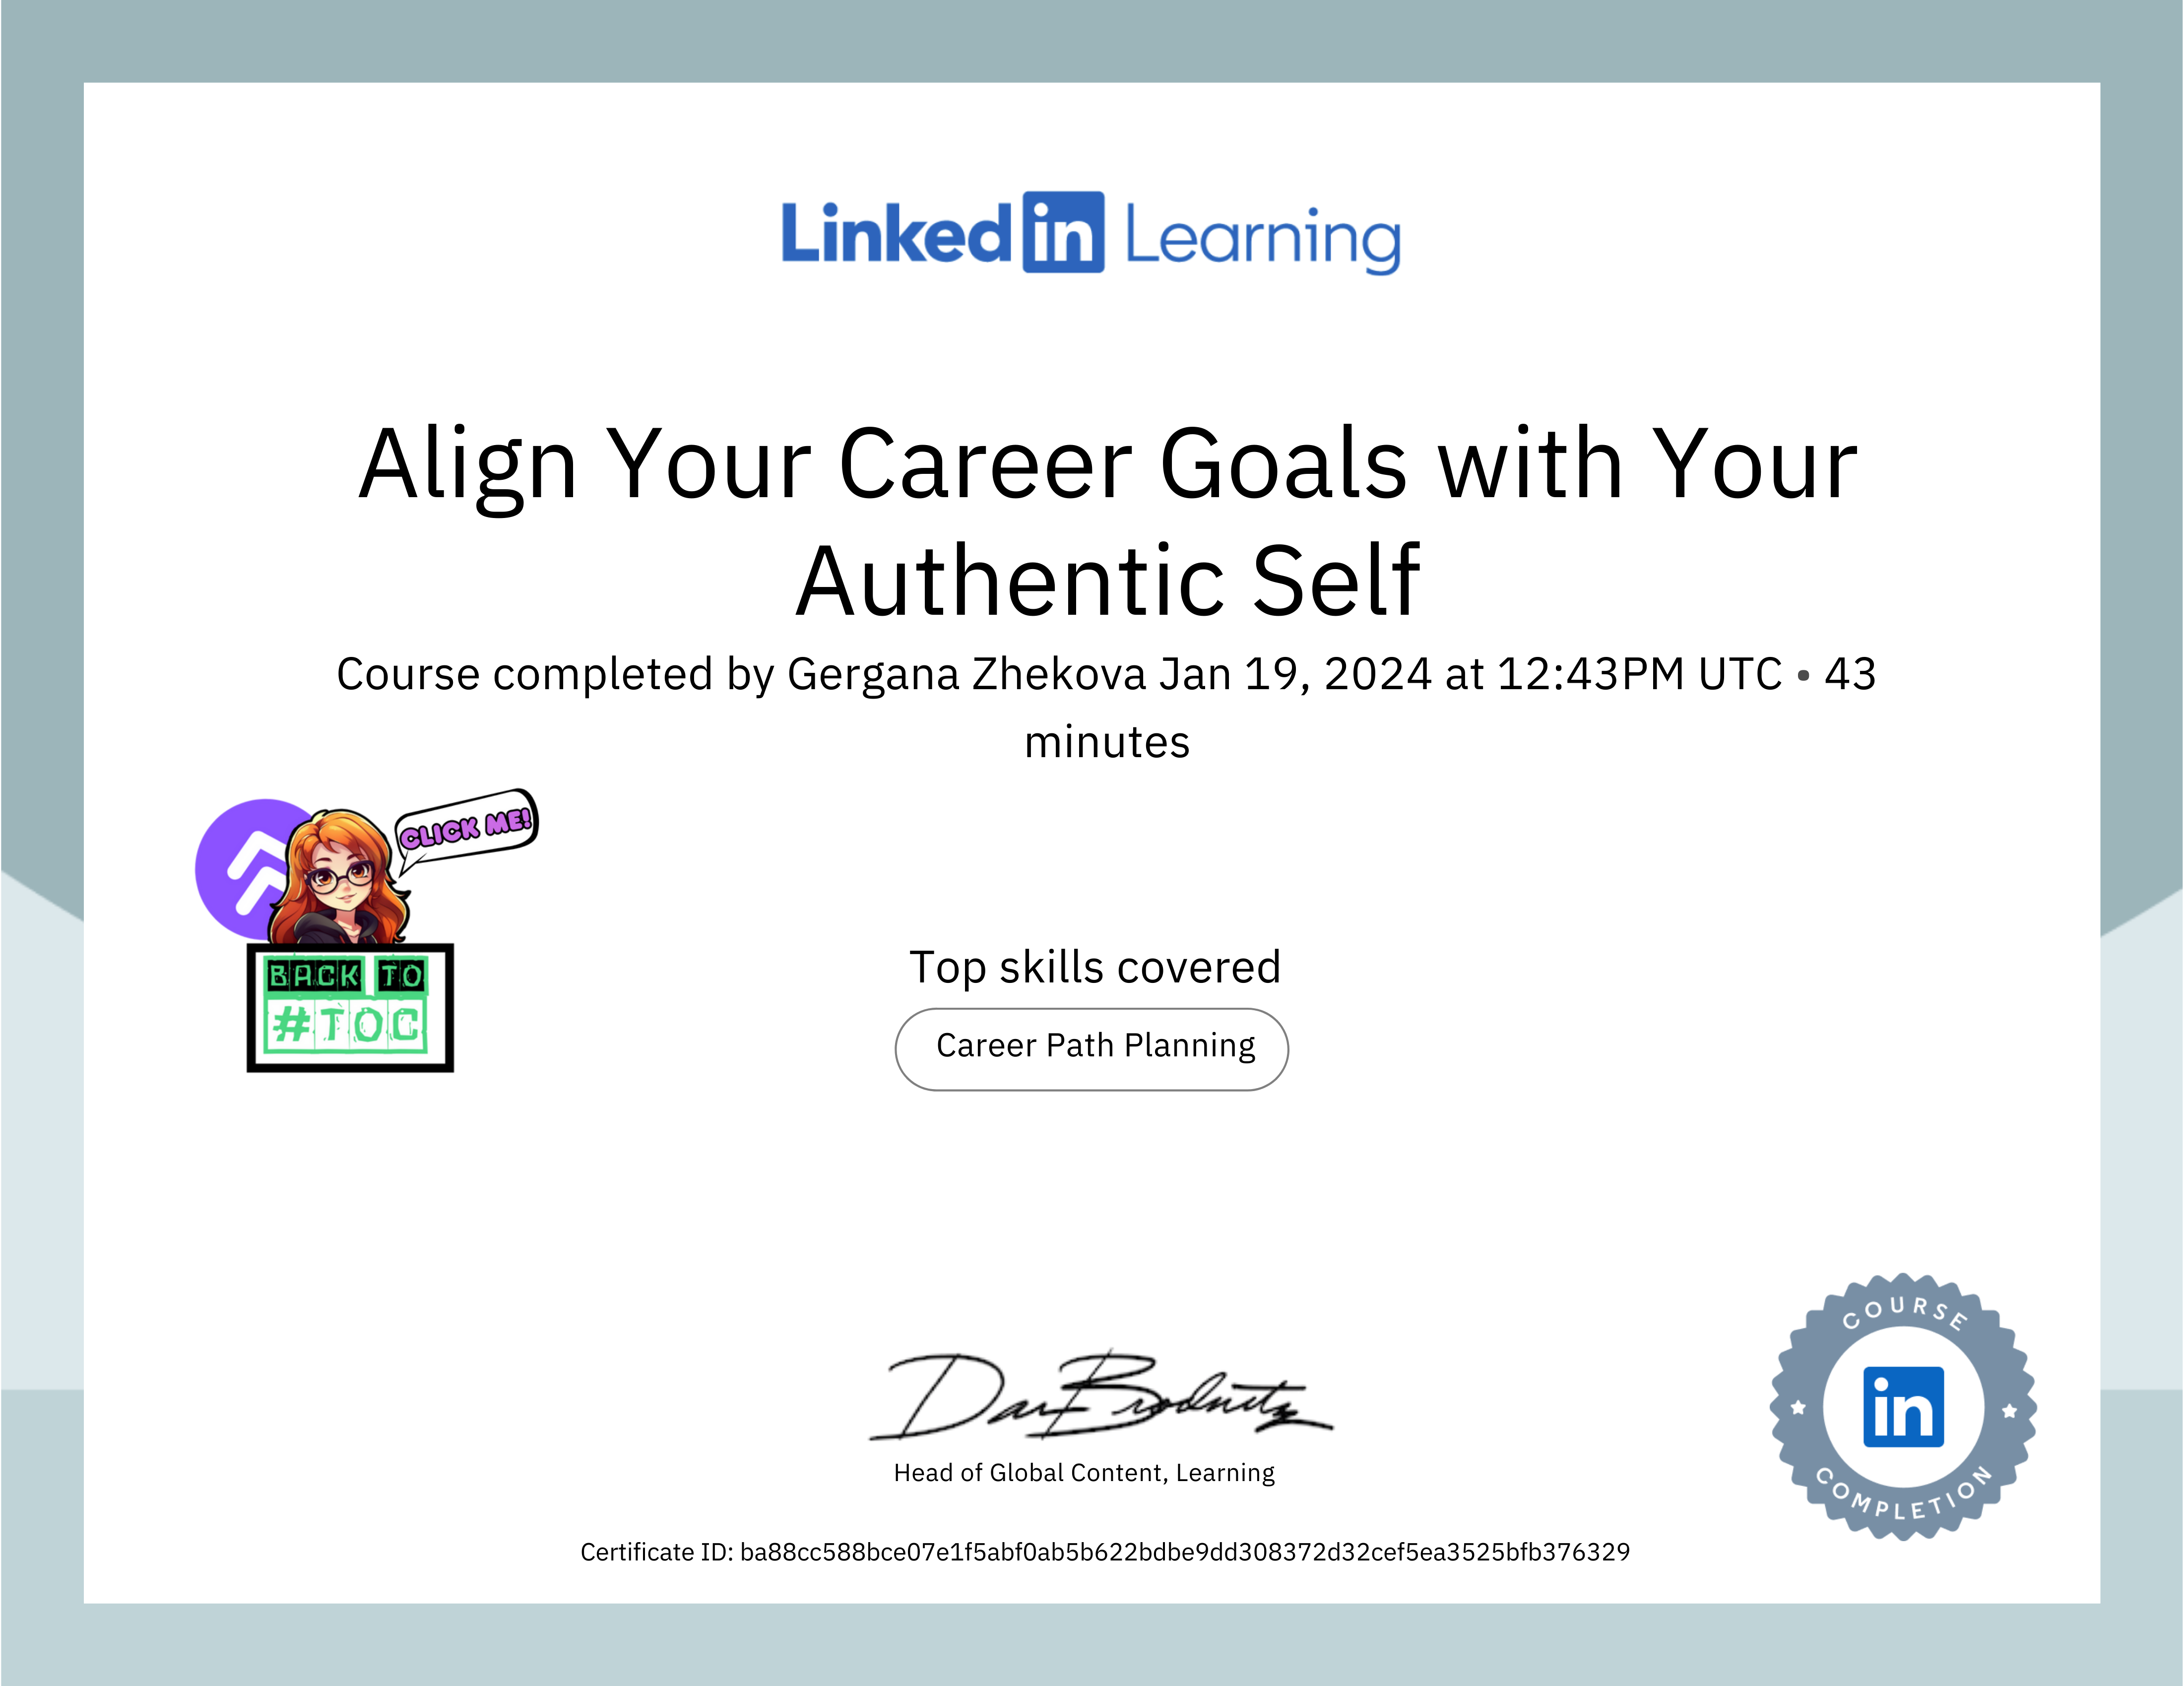 Linked in Learning
Align Your Career Goals with Your
Authentic Self
Course completed by Gergana Zhekova Jan 19, 2024 at 12:43PM UTC • 43
minutes
CLICK ME!
BACK TO
#TOC
Top skills covered
Career Path Planning
Dan Brodnitz
Head of Global Content, Learning
COURSE
in
COMPLETION
Certificate ID: ba88cc588bce07e1f5abf0ab5b622bdbe9dd308372d32cef5ea3525bfb376329